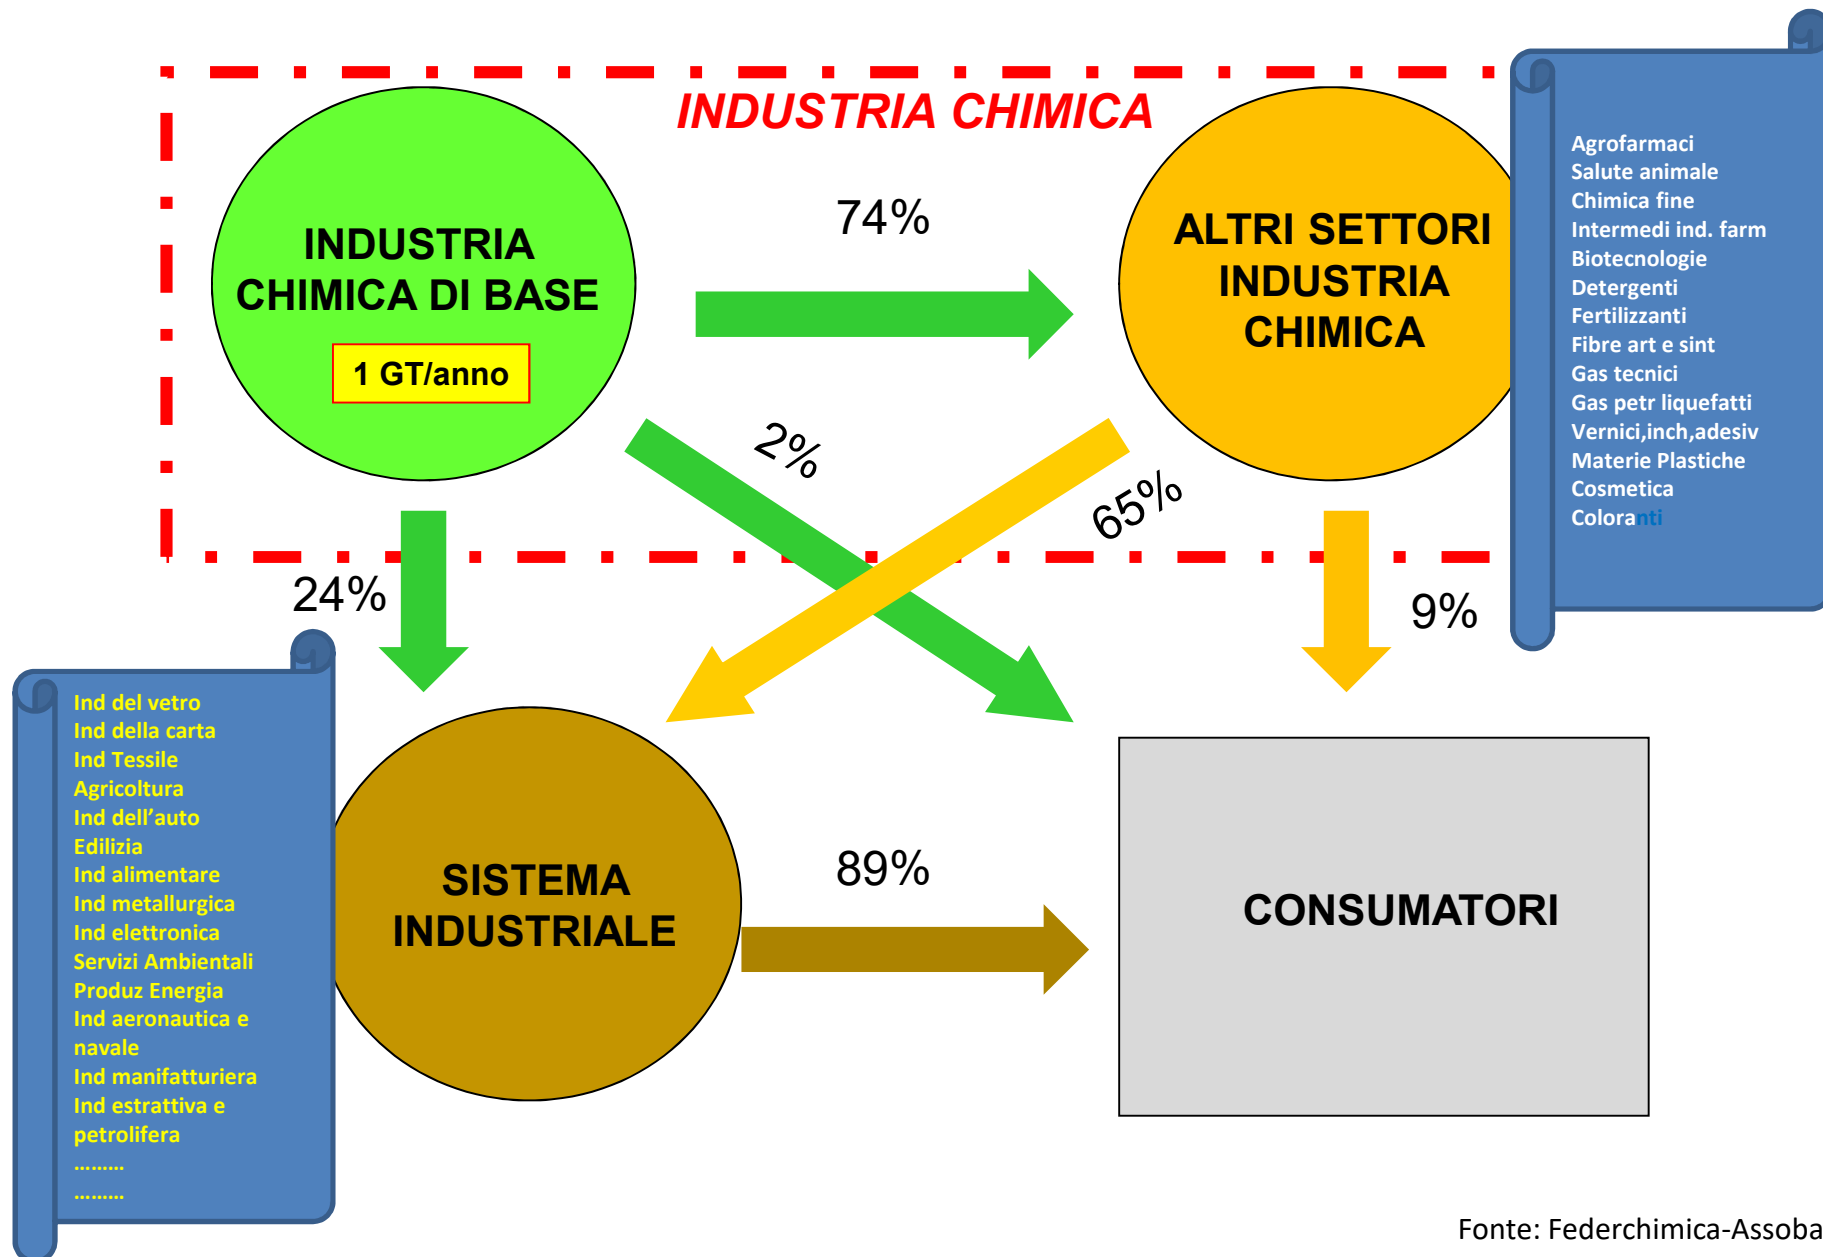 INDUSTRIA CHIMICA
INDUSTRIA
CHIMICA DI BASE
1 GT/anno
74%
ALTRI SETTORI
INDUSTRIA
CHIMICA
Agrofarmaci
Salute animale
Chimica fine
Intermedi ind. farm
Biotecnologie
Detergenti
Fertilizzanti
Fibre art e sint
Gas tecnici
Gas petr liquefatti
Vernici,inch,adesiv
Materie Plastiche
Cosmetica
Coloranti
2%
65%
24%
9%
Ind del vetro
Ind della carta
Ind Tessile
Agricoltura
Ind dell’auto
Edilizia
Ind alimentare
Ind metallurgica
Ind elettronica
Servizi Ambientali
Produz Energia
Ind aeronautica e
navale
Ind manifatturiera
Ind estrattiva e
petrolifera
………
………
SISTEMA
INDUSTRIALE
89%
CONSUMATORI
Fonte: Federchimica-Assoba